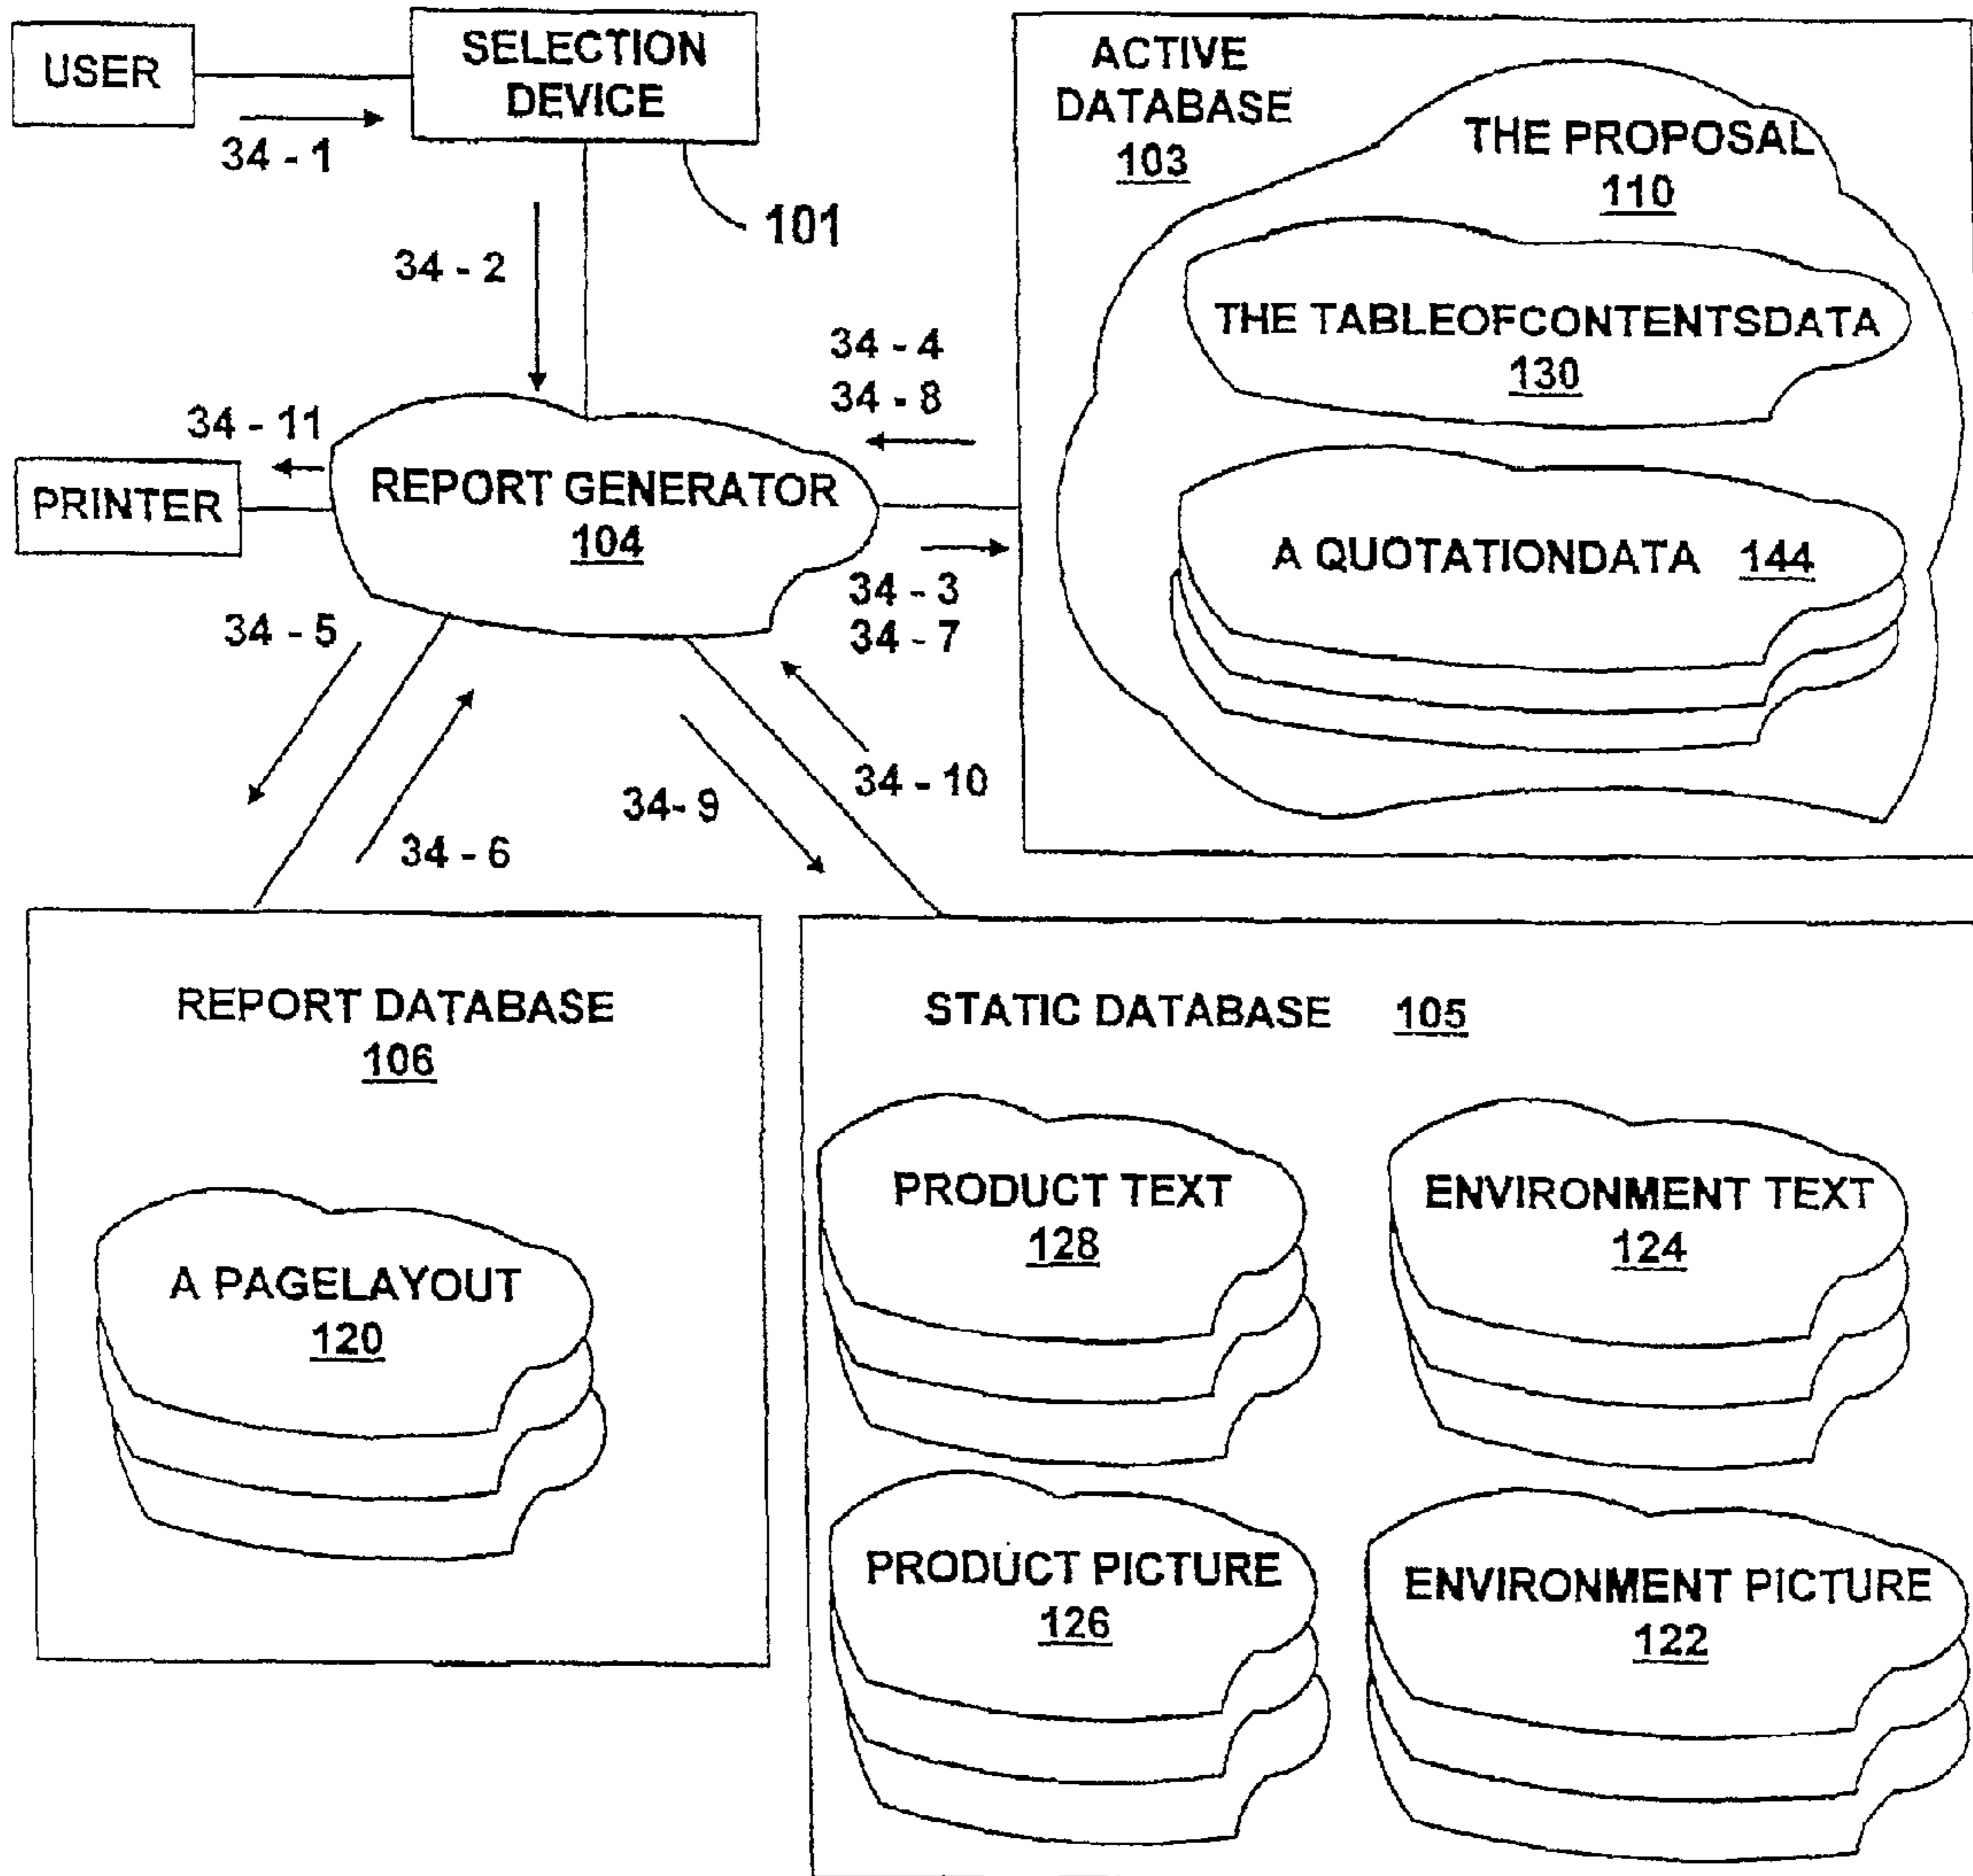 USER
SELECTION
DEVICE
34 - 1
101
34 - 2
ACTIVE
DATABASE
103
THE PROPOSAL
110
THE TABLEOFCONTENTSDATA
130
A QUOTATIONDATA 144
34 - 4
34 - 8
34 - 11
PRINTER
REPORT GENERATOR
104
34 - 3
34 - 7
34 - 5
34 - 6
34- 9
34 - 10
REPORT DATABASE
106
A PAGELAYOUT
120
STATIC DATABASE 105
PRODUCT TEXT
128
ENVIRONMENT TEXT
124
PRODUCT PICTURE
126
ENVIRONMENT PICTURE
122